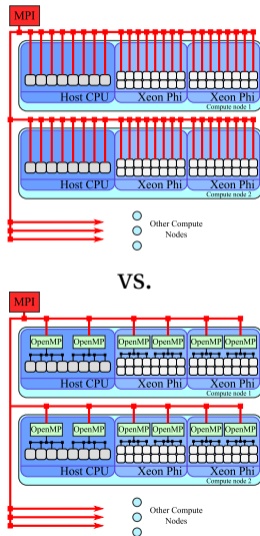 MPI
Host CPU Xeon Phi Xeon Phi
Compute node 1
Host CPU Xeon Phi Xeon Phi
Compute node 2
Other Compute
Nodes
vs.
MPI
OpenMP OpenMP OpenMP OpenMP OpenMP OpenMP
Host CPU Xeon Phi Xeon Phi
Compute node 1
OpenMP OpenMP OpenMP OpenMP OpenMP OpenMP
Host CPU Xeon Phi Xeon Phi
Compute node 2
Other Compute
Nodes